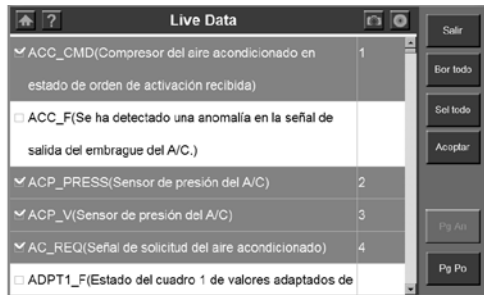 ?
Live Data
Salir
ACC_CMD(Compresor del aire acondicionado en 1
estado de orden de activación recibida)
Bor todo
ACC_F(Se ha detectado una anomalía en la señal de
salida del embrague del A/C.)
Sel todo
Aceptar
ACP_PRESS(Sensor de presión del A/C) 2
ACP_V(Sensor de presión del A/C) 3
AC_REQ(Señal de solicitud del aire acondicionado) 4
Pg An
ADPT1_F(Estado del cuadro 1 de valores adaptados de
Pg Po